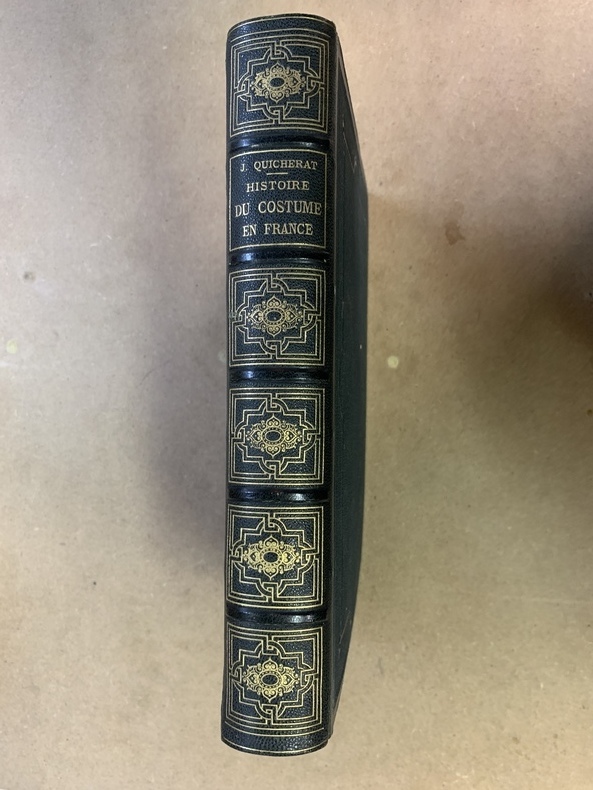 J. QUICHERAT
HISTOIRE
DU COSTUME
EN FRANCE